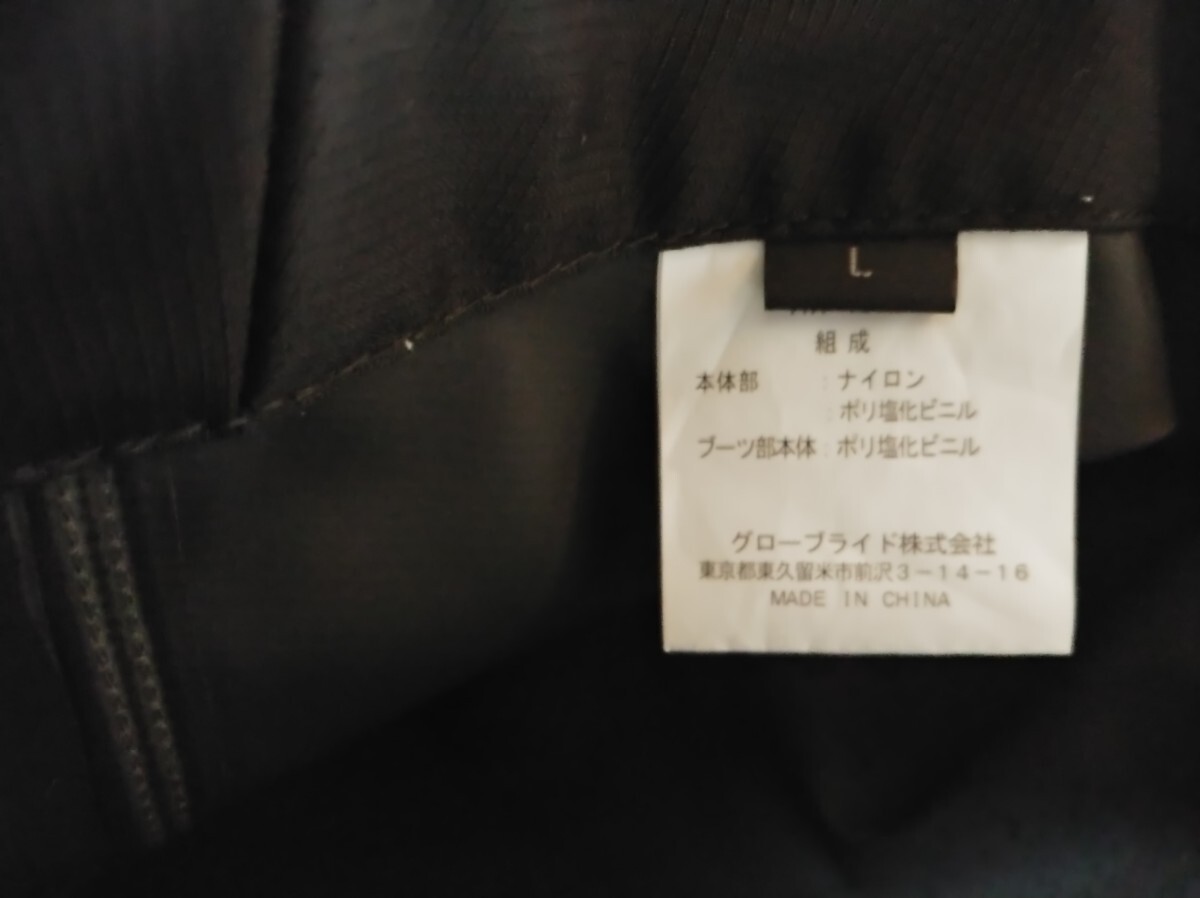 L
組成
本体部 : ナイロン
: ポリ塩化ビニル
ブーツ部本体 : ポリ塩化ビニル
グローブライド株式会社
東京都東久留米市前沢3-14-16
MADE IN CHINA